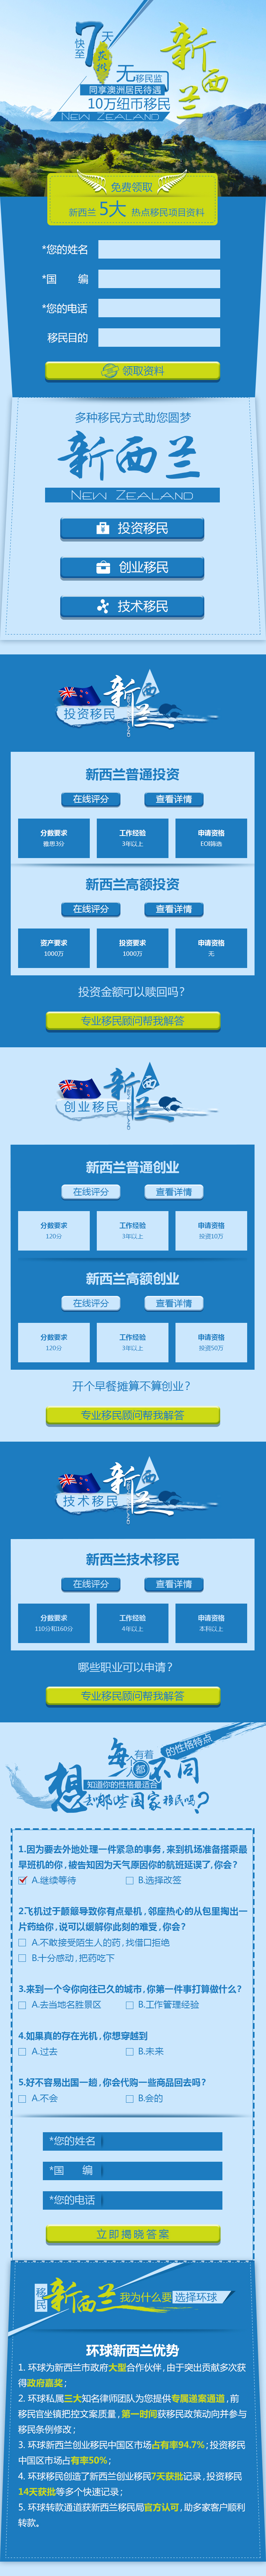 快至7天获批
新西兰
无移民监
同享澳洲居民待遇
10万纽币移民
NEW ZEALAND
免费领取
新西兰 5大 热点移民项目资料
*您的姓名
*国 编
*您的电话
移民目的
领取资料
多种移民方式助您圆梦
新西兰
NEW ZEALAND
投资移民
创业移民
技术移民
新西兰
投资移民
新西兰普通投资
在线评分 查看详情
分数要求 工作经验 申请资格
雅思3分 3年以上 EOI筛选
新西兰高额投资
在线评分 查看详情
资产要求 投资要求 申请资格
1000万 1000万 无
投资金额可以赎回吗?
专业移民顾问帮我解答
新西兰
创业移民
新西兰普通创业
在线评分 查看详情
分数要求 工作经验 申请资格
120分 3年以上 投资10万
新西兰高额创业
在线评分 查看详情
分数要求 工作经验 申请资格
120分 3年以上 投资50万
开个早餐摊算不算创业?
专业移民顾问帮我解答
新西兰
技术移民
新西兰技术移民
在线评分 查看详情
分数要求 工作经验 申请资格
110分和160分 4年以上 本科以上
哪些职业可以申请?
专业移民顾问帮我解答
每个人都有着不同的性格特点
想知道你的性格最适合
和哪些国家移民吗?
1.因为要去外地处理一件紧急的事务,来到机场准备搭乘最
早班机的你,被告知因为天气原因你的航班延误了,你会?
A.继续等待 B.选择改签
2.飞机过于颠簸导致你有点晕机,邻座热心的从包里掏出一
片药给你,说可以缓解你此刻的难受,你会?
A.不敢接受陌生人的药,找借口拒绝
B.十分感动,把药吃下
3.来到一个令你向往已久的城市,你第一件事打算做什么?
A.去当地名胜景区 B.工作管理经验
4.如果真的存在光机,你想穿越到
A.过去 B.未来
5.好不容易出国一趟,你会代购一些商品回去吗?
A.不会 B.会的
*您的姓名
*国 编
*您的电话
立即揭晓答案
移民新西兰 我为什么要选择环球
环球新西兰优势
1. 环球为新西兰市政府大型合作伙伴,由于突出贡献多次获
得政府嘉奖;
2. 环球私属三大知名律师团队为您提供专属递案通道,前
移民官坐镇把控文案质量,第一时间获移民政策动向并参与
移民条例修改;
3. 环球新西兰创业移民中国区市场占有率94.7%;投资移民
中国区市场占有率50%;
4. 环球移民创造了新西兰创业移民7天获批记录,投资移民
14天获批等多个快速记录;
5. 环球转款通道获新西兰移民局官方认可,助多家客户顺利
转款。